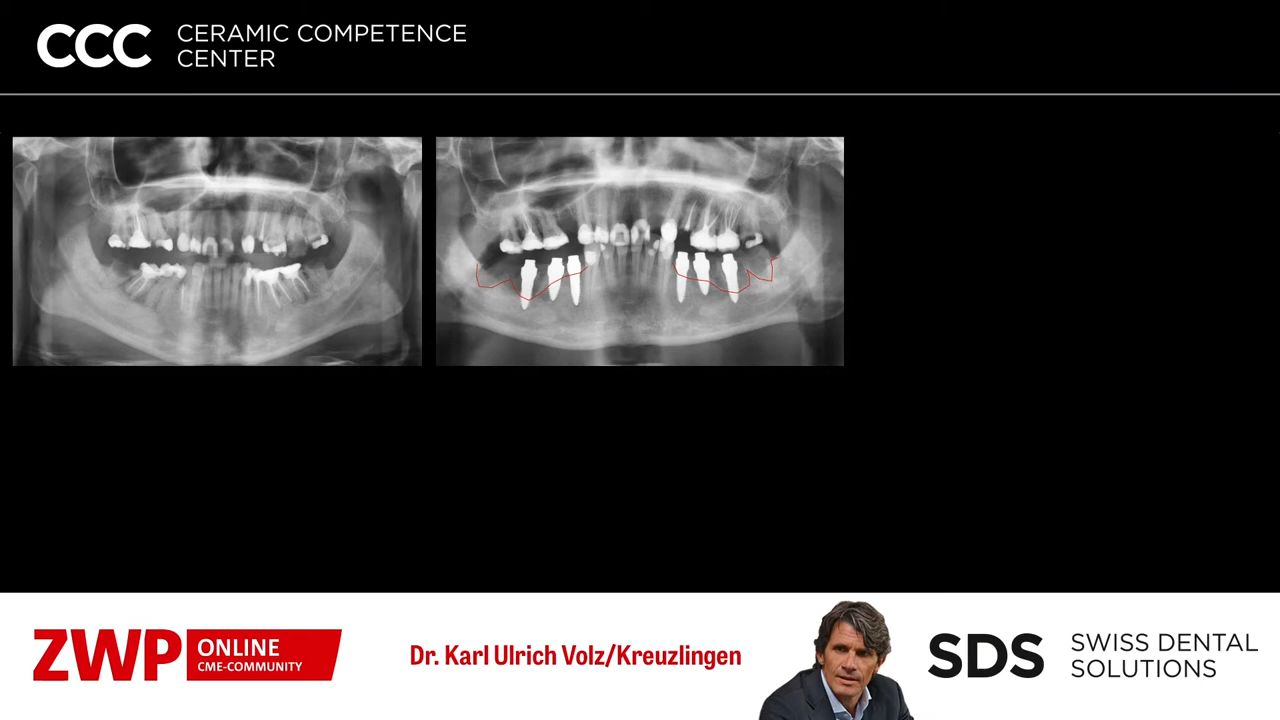 CCC
CERAMIC COMPETENCE
CENTER
ZWP
ONLINE
CME-COMMUNITY
Dr. Karl Ulrich Volz/Kreuzlingen
SDS
SWISS DENTAL
SOLUTIONS